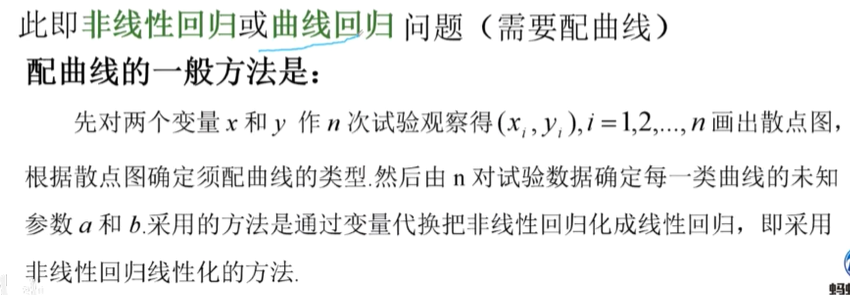 此即非线性回归或曲线回归 问题（需要配曲线）
配曲线的一般方法是：
先对两个变量 x 和 y 作 n 次试验观察得(xᵢ, yᵢ), i = 1,2,..., n 画出散点图，
根据散点图确定须配曲线的类型.然后由 n 对试验数据确定每一类曲线的未知
参数 a 和 b.采用的方法是通过变量代换把非线性回归化成线性回归，即采用
非线性回归线性化的方法.